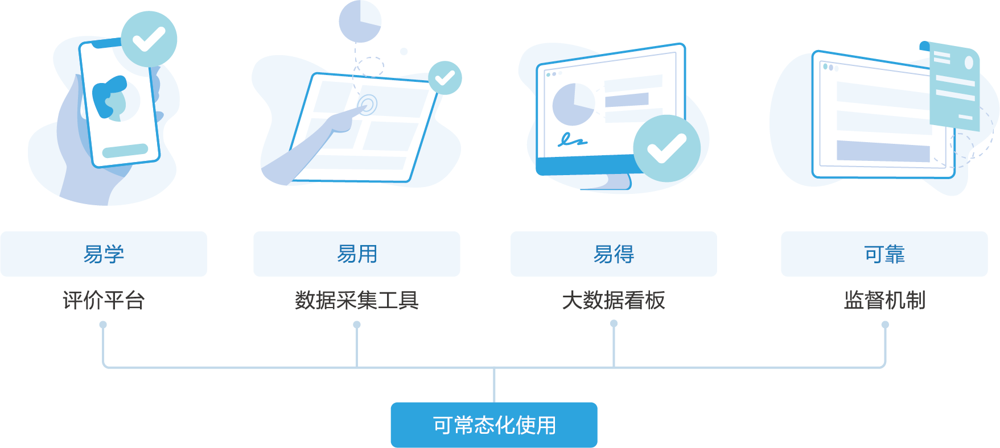 易学
易用
易得
可靠
评价平台
数据采集工具
大数据看板
监督机制
可常态化使用